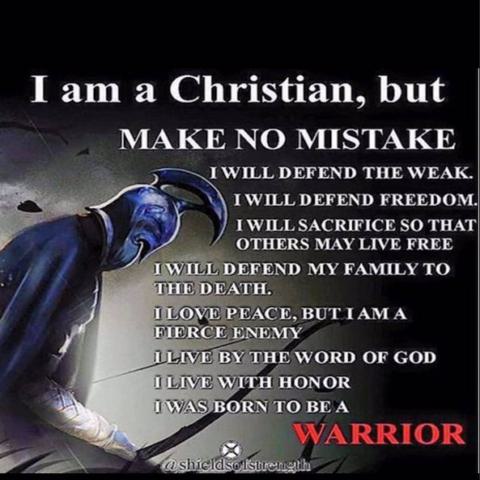 I am a Christian, but
MAKE NO MISTAKE
I WILL DEFEND THE WEAK.
I WILL DEFEND FREEDOM.
I WILL SACRIFICE SO THAT
OTHERS MAY LIVE FREE
I WILL DEFEND MY FAMILY TO
THE DEATH.
I LOVE PEACE, BUT I AM A
FIERCE ENEMY
I LIVE BY THE WORD OF GOD
I LIVE WITH HONOR
I WAS BORN TO BE A
WARRIOR
@shieldsofstrength